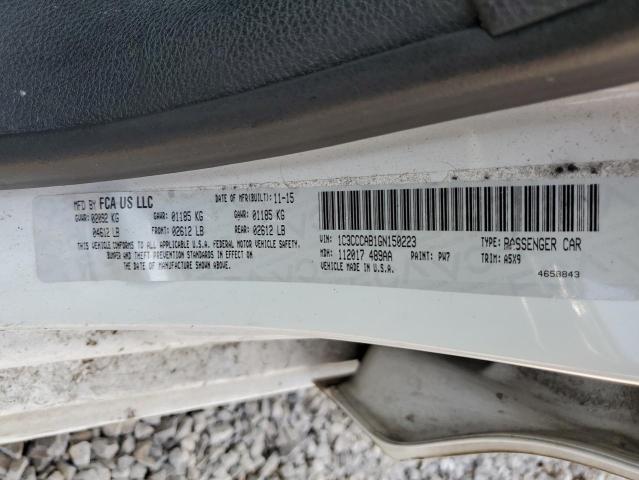 MFD BY FCA US LLC DATE OF MFR(BUILT): 11-15
GVWR: 02092 KG GAWR: 01185 KG GAWR: 01185 KG
04612 LB FRONT: 02612 LB REAR: 02612 LB
THIS VEHICLE CONFORMS TO ALL APPLICABLE U.S.A. FEDERAL MOTOR VEHICLE SAFETY,
BUMPER AND THEFT PREVENTION STANDARDS IN EFFECT ON
THE DATE OF MANUFACTURE SHOWN ABOVE.
VIN: 1C3CCCAB1GN150223 TYPE: PASSENGER CAR
MDH: 112017 489AA PAINT: PW7 TRIM: A5X9
VEHICLE MADE IN U.S.A.
4658843